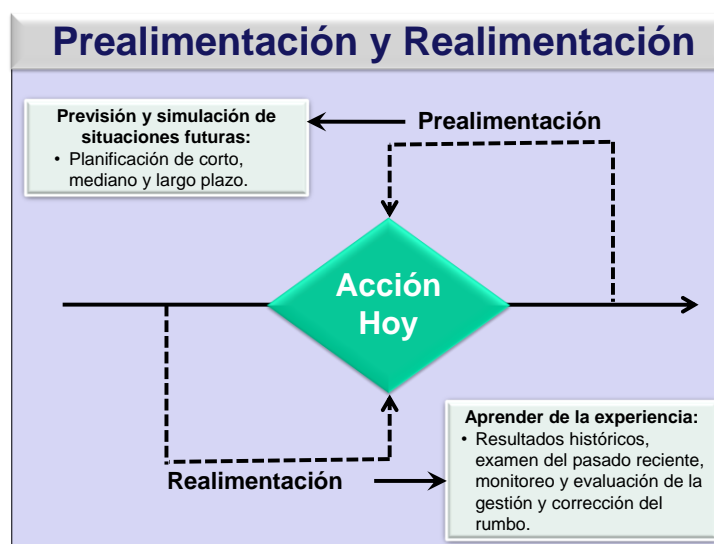 Prealimentación y Realimentación
Previsión y simulación de
situaciones futuras:
• Planificación de corto,
mediano y largo plazo.
Prealimentación
Acción
Hoy
Realimentación
Aprender de la experiencia:
• Resultados históricos,
examen del pasado reciente,
monitoreo y evaluación de la
gestión y corrección del
rumbo.